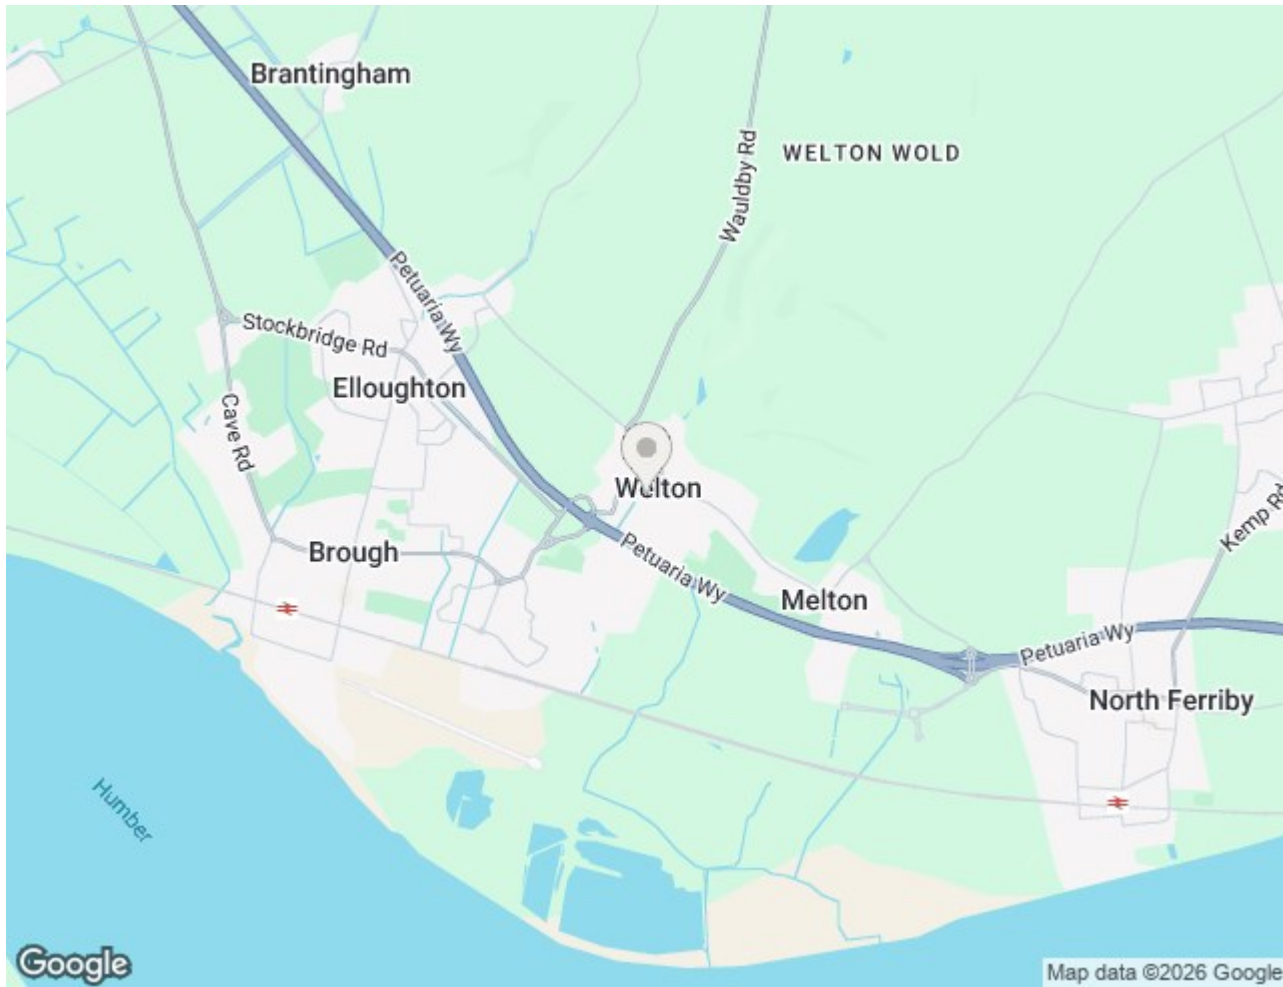 Brantingham
WELTON WOLD
Wauldby Rd
Petuaria Wy
Stockbridge Rd
Elloughton
Cave Rd
Welton
Kemp Rd
Brough
Petuaria Wy
Melton
Petuaria Wy
North Ferriby
Humber
Google
Map data ©2026 Google